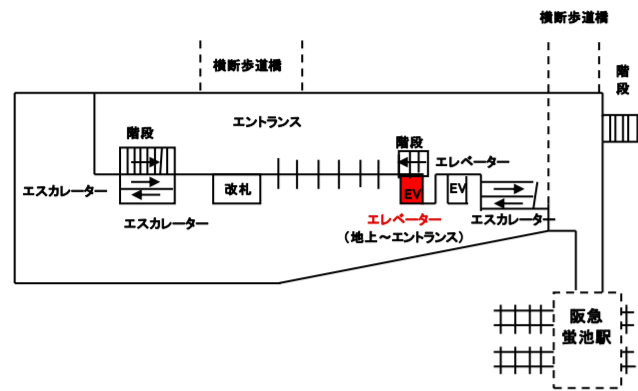 横断歩道橋
横断歩道橋
階段
エントランス
階段
階段
エレベーター
エスカレーター
改札
EV
EV
エスカレーター
エレベーター
エスカレーター
（地上～エントランス）
阪急
蛍池駅